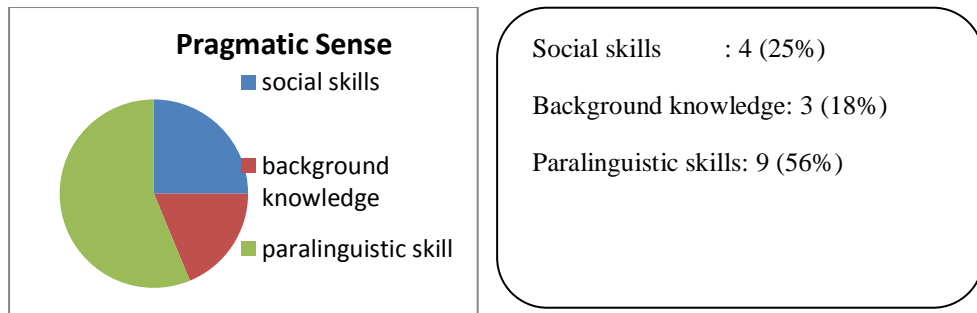 Pragmatic Sense
social skills
background
knowledge
paralinguistic skill
Social skills : 4 (25%)
Background knowledge: 3 (18%)
Paralinguistic skills: 9 (56%)